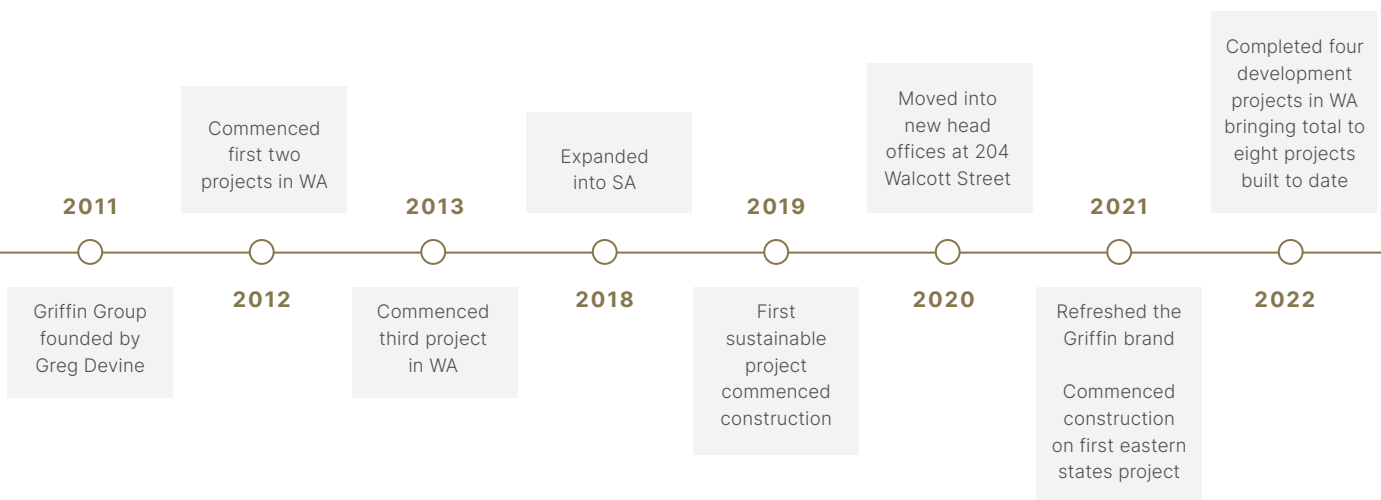 2011
Griffin Group
founded by
Greg Devine
Commenced
first two
projects in WA
2012
2013
Commenced
third project
in WA
Expanded
into SA
2018
2019
First
sustainable
project
commenced
construction
Moved into
new head
offices at 204
Walcott Street
2020
2021
Refreshed the
Griffin brand
Commenced
construction
on first eastern
states project
Completed four
development
projects in WA
bringing total to
eight projects
built to date
2022